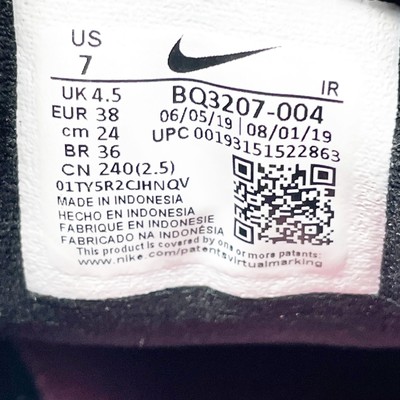 US
7
IR
UK 4.5
BQ3207-004
EUR 38
06/05/19 | 08/01/19
cm 24
UPC 00193151522863
BR 36
CN 240(2.5)
01TYSR2CJHNQV
MADE IN INDONESIA
HECHO EN INDONESIA
FABRIQUE EN INDONESIE
FABRICADO NA INDONÉSIA
This product is covered by one or more patents:
www.nike.com/patentsvirtualmarking